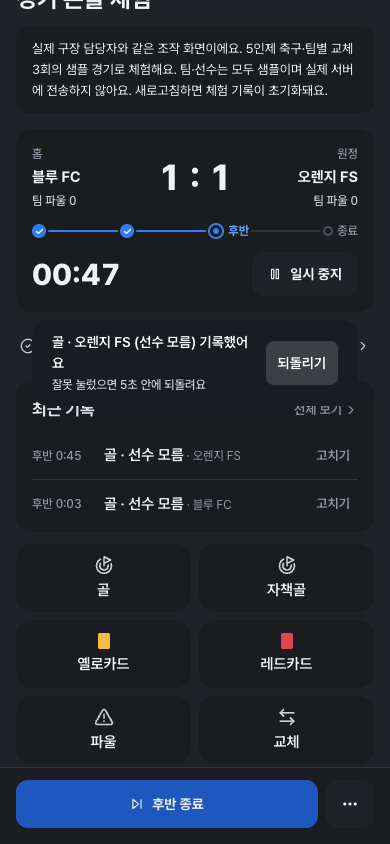 경기 콘솔 체험
실제 구장 담당자와 같은 조작 화면이에요. 5인제 축구·팀별 교체
3회의 샘플 경기로 체험해요. 팀·선수는 모두 샘플이며 실제 서버
에 전송하지 않아요. 새로고침하면 체험 기록이 초기화돼요.
홈
원정
블루 FC
1 : 1
오렌지 FS
팀 파울 0
팀 파울 0
후반
종료
00:47
일시 중지
골 · 오렌지 FS (선수 모름) 기록했어
요
잘못 눌렀으면 5초 안에 되돌려요
되돌리기
최근 기록
전체 보기
후반 0:45 골 · 선수 모름 · 오렌지 FS 고치기
후반 0:03 골 · 선수 모름 · 블루 FC 고치기
골
자책골
옐로카드
레드카드
파울
교체
후반 종료